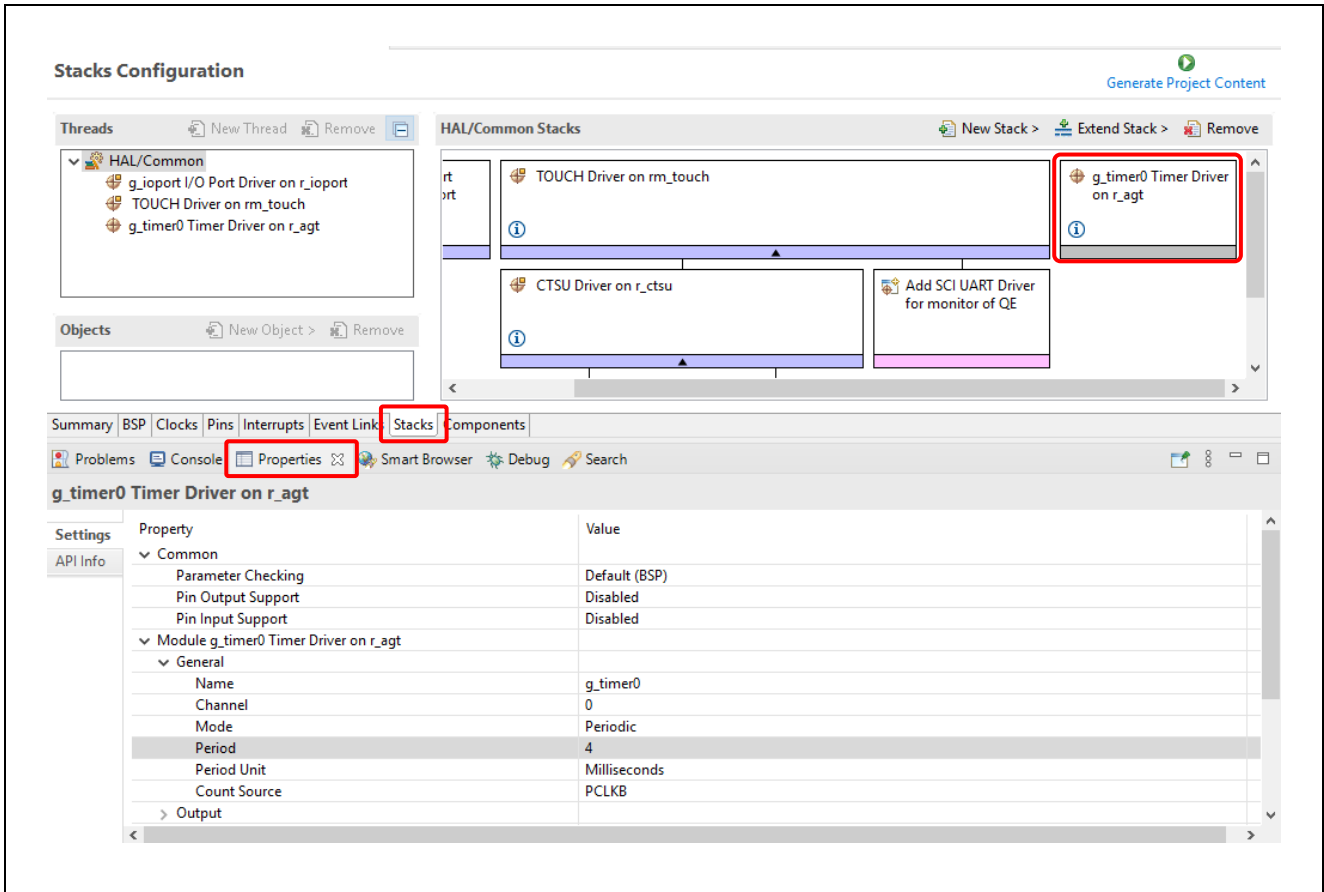 Stacks Configuration
Generate Project Content
Threads
New Thread
Remove
HAL/Common
g_ioport I/O Port Driver on r_ioport
TOUCH Driver on rm_touch
g_timer0 Timer Driver on r_agt
Objects
New Object >
Remove
HAL/Common Stacks
New Stack >
Extend Stack >
Remove
rt
ort
TOUCH Driver on rm_touch
g_timer0 Timer Driver
on r_agt
CTSU Driver on r_ctsu
Add SCI UART Driver
for monitor of QE
Summary BSP Clocks Pins Interrupts Event Links Stacks Components
Problems Console Properties Smart Browser Debug Search
g_timer0 Timer Driver on r_agt
Settings
API Info
Property Value
Common
Parameter Checking Default (BSP)
Pin Output Support Disabled
Pin Input Support Disabled
Module g_timer0 Timer Driver on r_agt
General
Name g_timer0
Channel 0
Mode Periodic
Period 4
Period Unit Milliseconds
Count Source PCLKB
Output